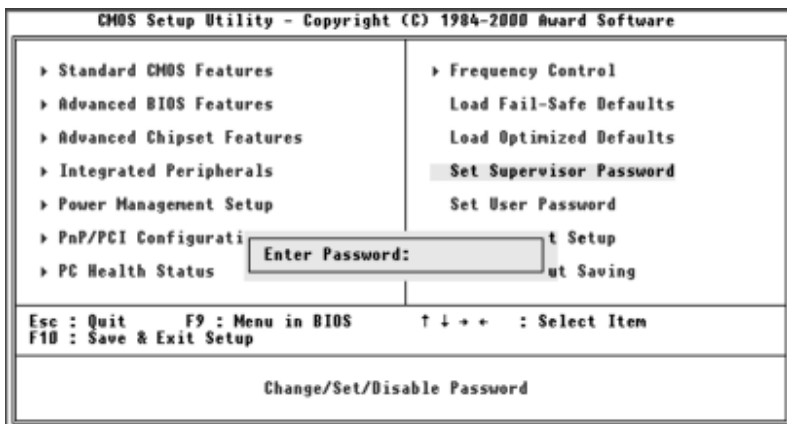 CMOS Setup Utility - Copyright (C) 1984-2000 Award Software
Standard CMOS Features
Advanced BIOS Features
Advanced Chipset Features
Integrated Peripherals
Power Management Setup
PnP/PCI Configurati
PC Health Status
Frequency Control
Load Fail-Safe Defaults
Load Optimized Defaults
Set Supervisor Password
Set User Password
t Setup
ut Saving
Enter Password:
Esc : Quit F9 : Menu in BIOS ↑ ↓ → ← : Select Item
F10 : Save & Exit Setup
Change/Set/Disable Password